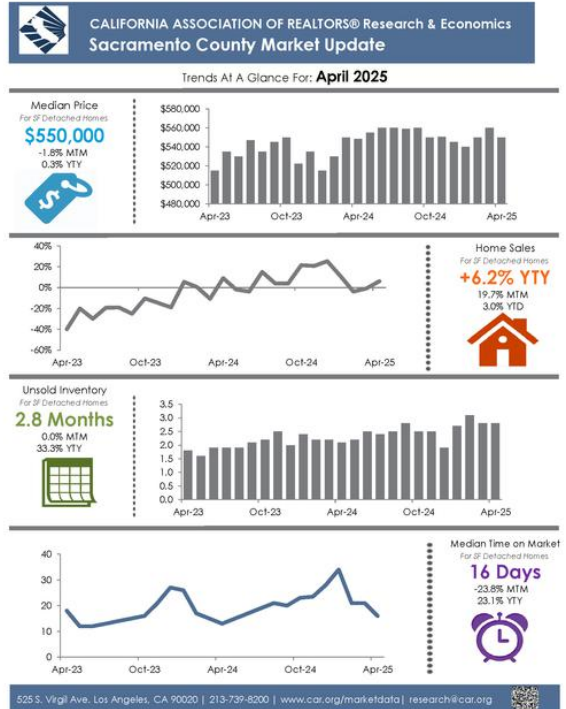 CALIFORNIA ASSOCIATION OF REALTORS® Research & Economics
Sacramento County Market Update
Trends At A Glance For: April 2025
Median Price
For SF Detached Homes
$550,000
-1.8% MTM
0.3% YTY
$
$580,000
$560,000
$540,000
$520,000
$500,000
$480,000
Apr-23 Oct-23 Apr-24 Oct-24 Apr-25
40%
20%
0%
-20%
-40%
-60%
Apr-23 Oct-23 Apr-24 Oct-24 Apr-25
Home Sales
For SF Detached Homes
+6.2% YTY
19.7% MTM
3.0% YTD
Unsold Inventory
For SF Detached Homes
2.8 Months
0.0% MTM
33.3% YTY
3.5
3.0
2.5
2.0
1.5
1.0
0.5
0.0
Apr-23 Oct-23 Apr-24 Oct-24 Apr-25
40
30
20
10
0
Apr-23 Oct-23 Apr-24 Oct-24 Apr-25
Median Time on Market
For SF Detached Homes
16 Days
-23.8% MTM
23.1% YTY
525 S. Virgil Ave. Los Angeles, CA 90020 | 213-739-8200 | www.car.org/marketdata| research@car.org